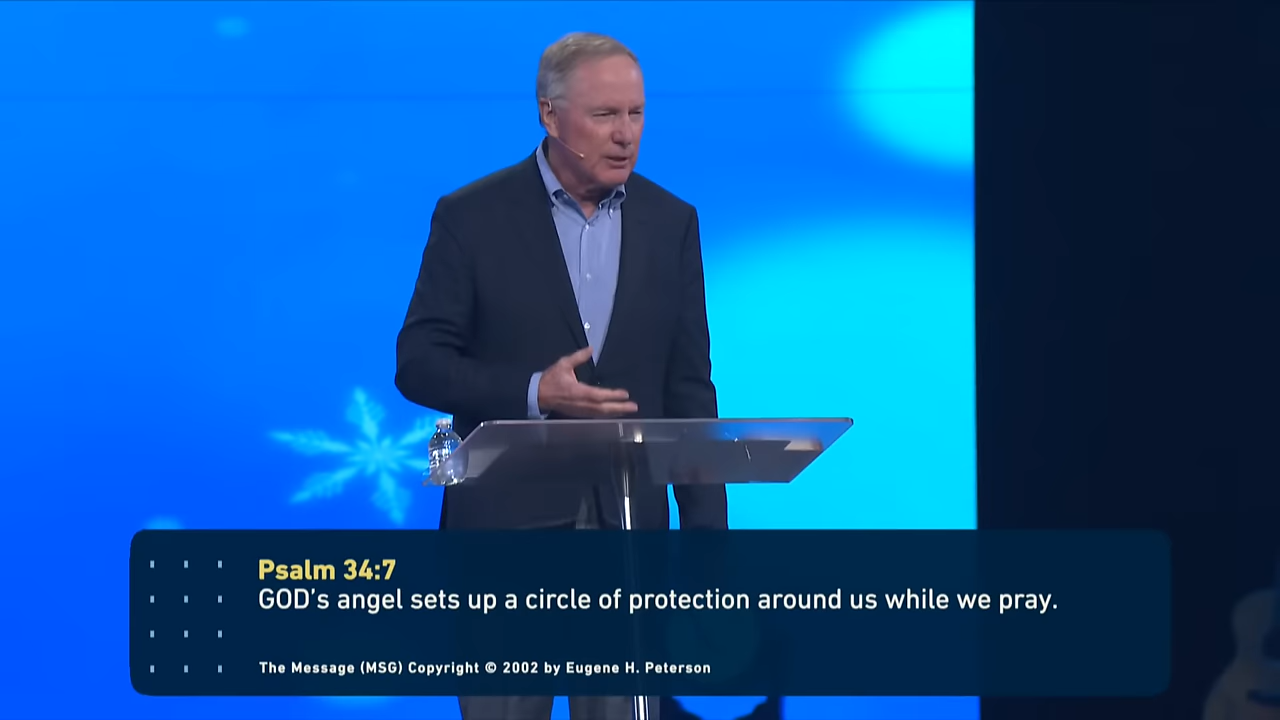 Psalm 34:7
GOD's angel sets up a circle of protection around us while we pray.
The Message (MSG) Copyright © 2002 by Eugene H. Peterson